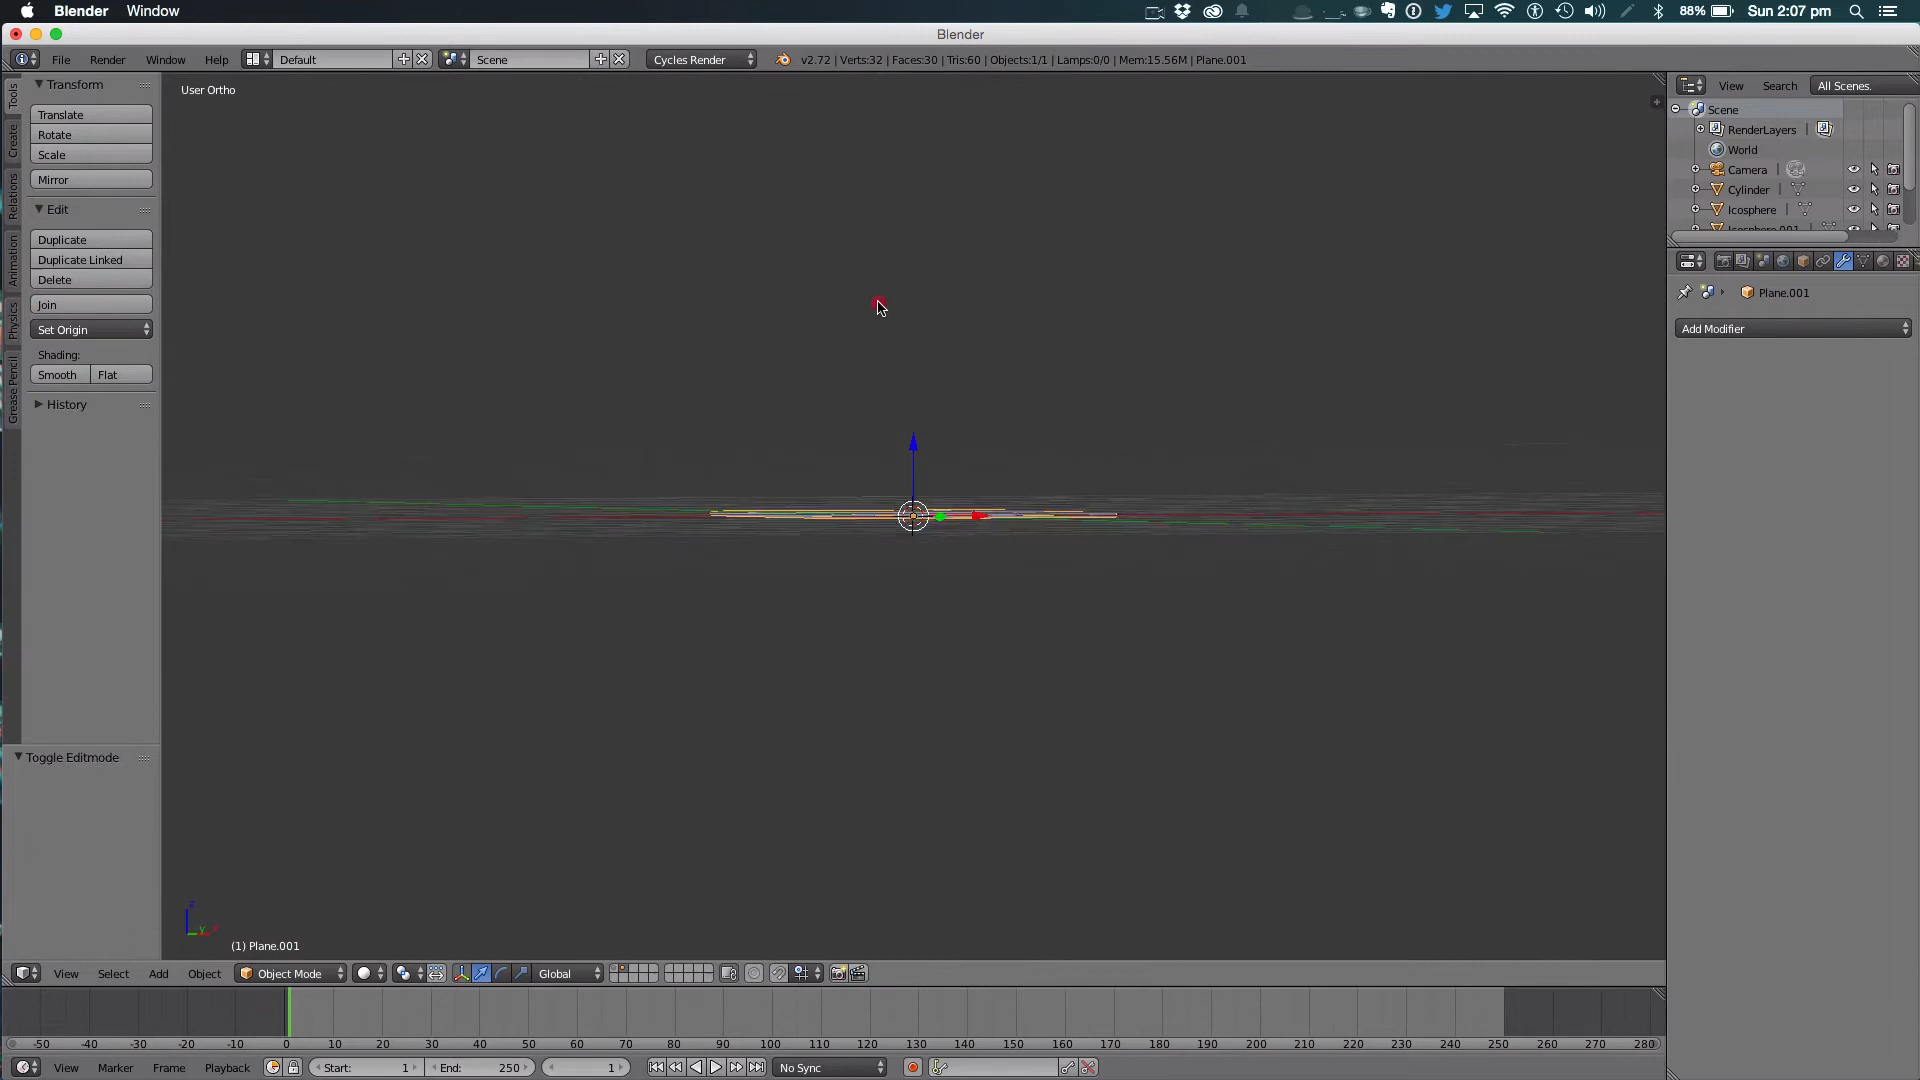 Blender Window 88% Sun 2:07 pm
Blender
File Render Window Help Default Scene Cycles Render v2.72 | Verts:32 | Faces:30 | Tris:60 | Objects:1/1 | Lamps:0/0 | Mem:15.56M | Plane.001
Tools
Create
Relations
Animation
Physics
Grease Pencil
Transform
Translate
Rotate
Scale
Mirror
Edit
Duplicate
Duplicate Linked
Delete
Join
Set Origin
Shading:
Smooth Flat
History
Toggle Editmode
User Ortho
z
y x
(1) Plane.001
View Search All Scenes.
Scene
RenderLayers |
World
Camera |
Cylinder |
Icosphere |
Icosphere.001
Plane.001
Add Modifier
View Select Add Object Object Mode Global
-50 -40 -30 -20 -10 0 10 20 30 40 50 60 70 80 90 100 110 120 130 140 150 160 170 180 190 200 210 220 230 240 250 260 270 280
View Marker Frame Playback Start: 1 End: 250 1 No Sync